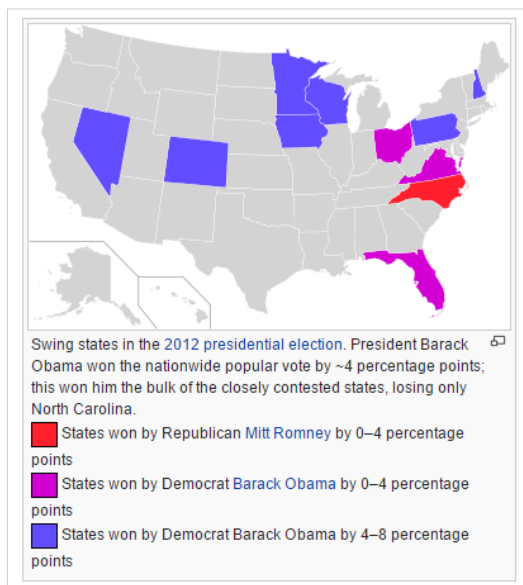 Swing states in the 2012 presidential election. President Barack
Obama won the nationwide popular vote by ~4 percentage points;
this won him the bulk of the closely contested states, losing only
North Carolina.
States won by Republican Mitt Romney by 0–4 percentage
points
States won by Democrat Barack Obama by 0–4 percentage
points
States won by Democrat Barack Obama by 4–8 percentage
points